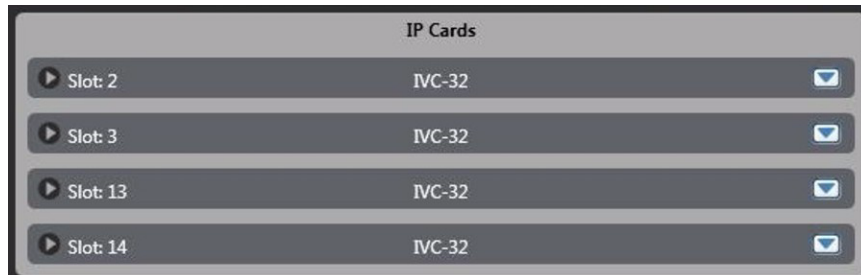 IP Cards
Slot: 2 IVC-32
Slot: 3 IVC-32
Slot: 13 IVC-32
Slot: 14 IVC-32